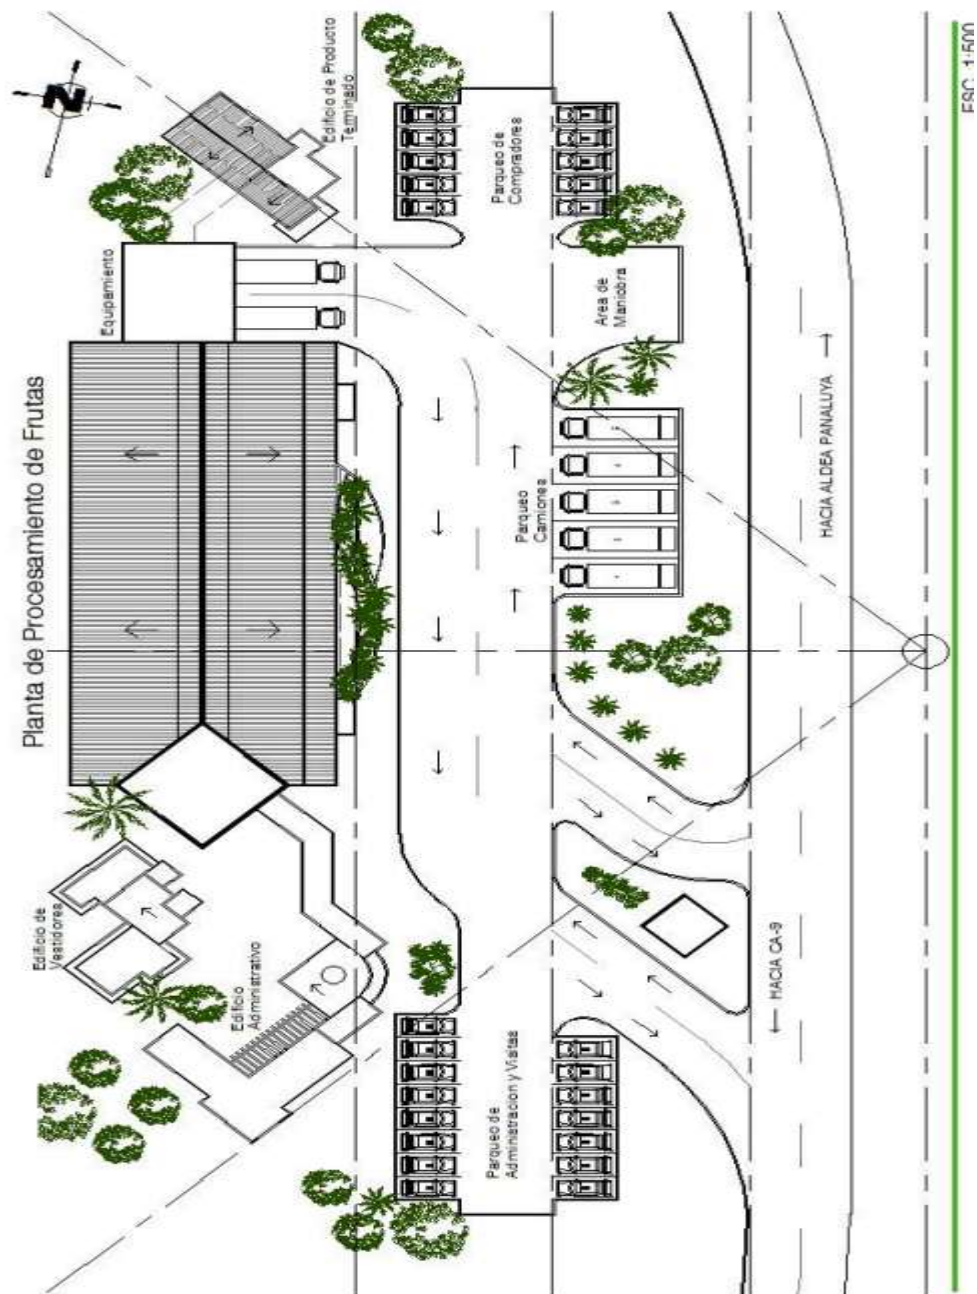 Planta de Procesamiento de Frutas
Edificio de
Vestidores
Edificio
Administrativo
Equipamiento
Edificio de Producto
Terminado
N
Parqueo de
Administracion y Visitas
Parqueo
Camiones
Area de
Maniobra
Parqueo de
Compradores
HACIA CA-9
HACIA ALDEA PANALUYA
ESC. 1:500